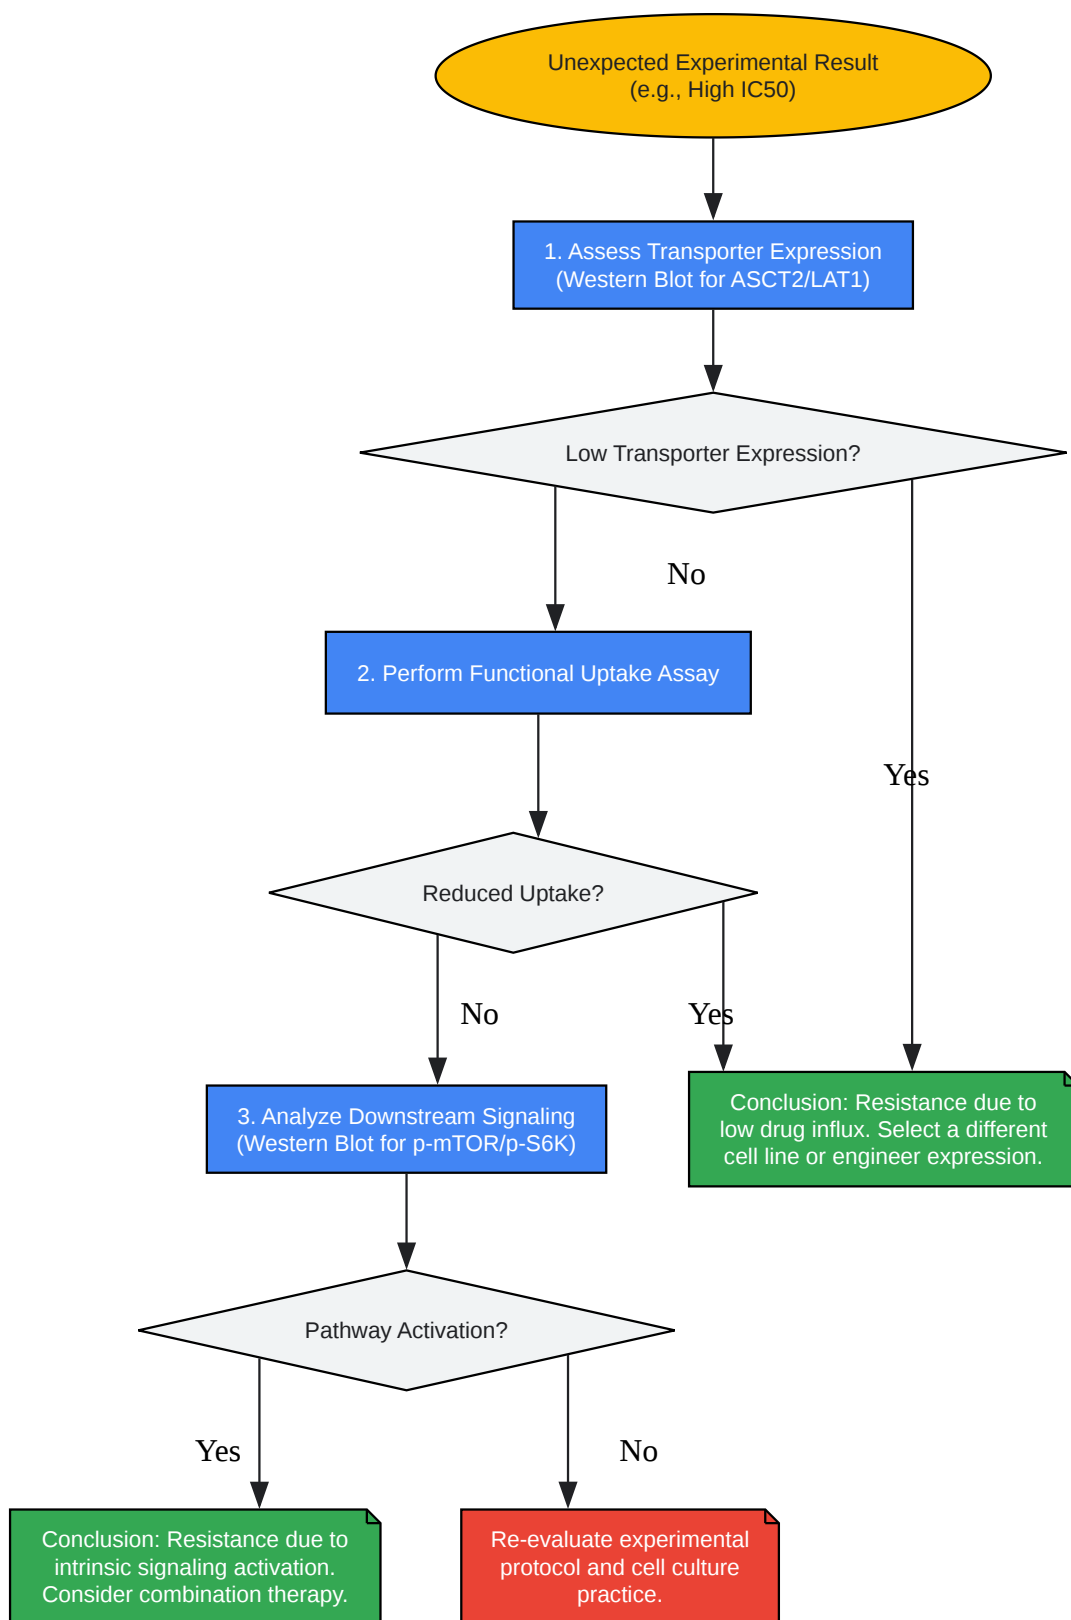 Unexpected Experimental Result
(e.g., High IC50)
1. Assess Transporter Expression
(Western Blot for ASCT2/LAT1)
Low Transporter Expression?
No
2. Perform Functional Uptake Assay
Yes
Reduced Uptake?
No
Yes
3. Analyze Downstream Signaling
(Western Blot for p-mTOR/p-S6K)
Conclusion: Resistance due to
low drug influx. Select a different
cell line or engineer expression.
Pathway Activation?
Yes
No
Conclusion: Resistance due to
intrinsic signaling activation.
Consider combination therapy.
Re-evaluate experimental
protocol and cell culture
practice.